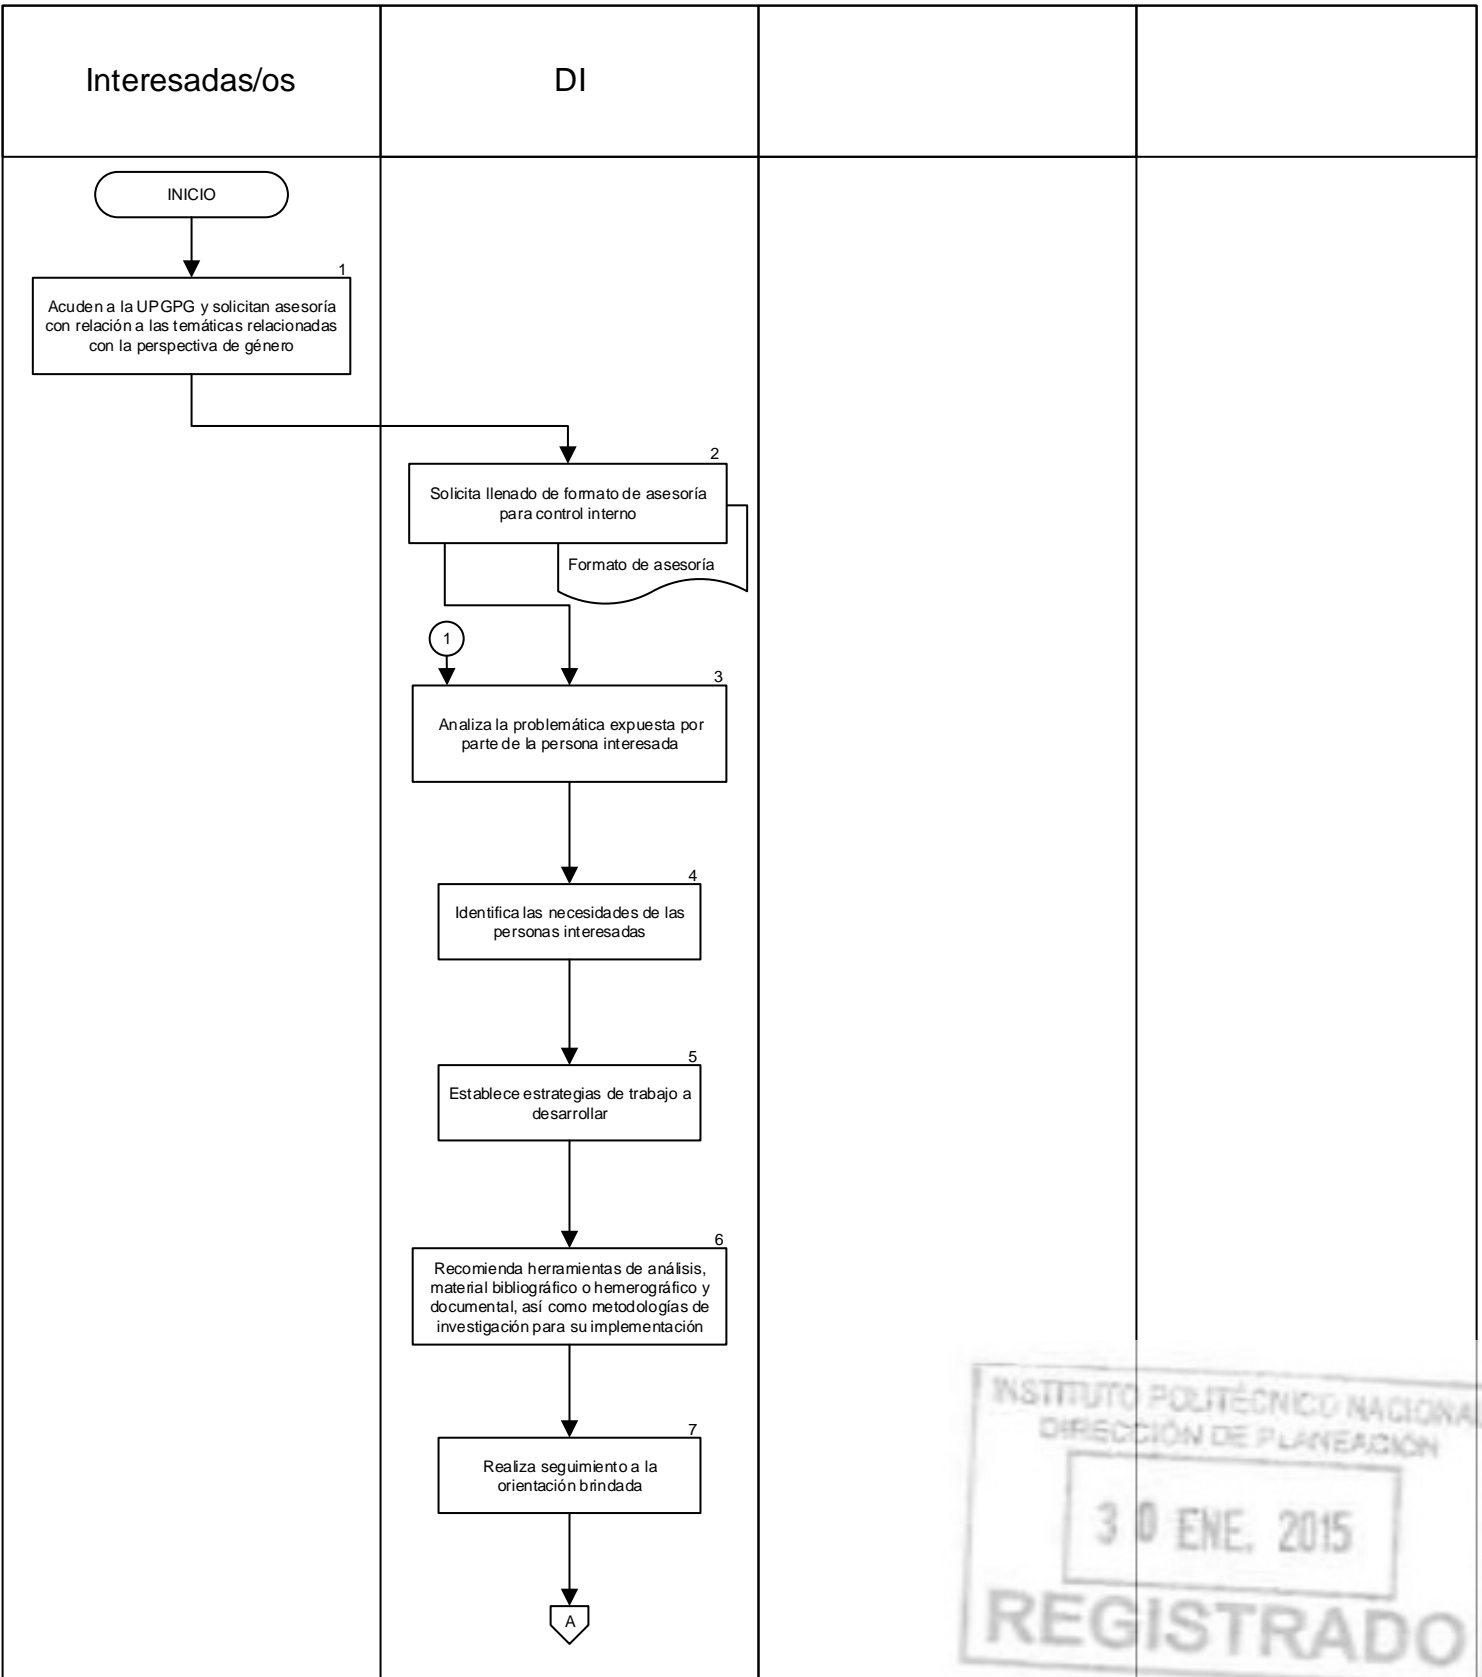 Interesadas/os
DI
INICIO
1
Acuden a la UPGPG y solicitan asesoría
con relación a las temáticas relacionadas
con la perspectiva de género
2
Solicita llenado de formato de asesoría
para control interno
Formato de asesoría
1
3
Analiza la problemática expuesta por
parte de la persona interesada
4
Identifica las necesidades de las
personas interesadas
5
Establece estrategias de trabajo a
desarrollar
6
Recomienda herramientas de análisis,
material bibliográfico o hemerográfico y
documental, así como metodologías de
investigación para su implementación
7
Realiza seguimiento a la
orientación brindada
A
INSTITUTO POLITÉCNICO NACIONAL
DIRECCIÓN DE PLANEACIÓN
30 ENE. 2015
REGISTRADO